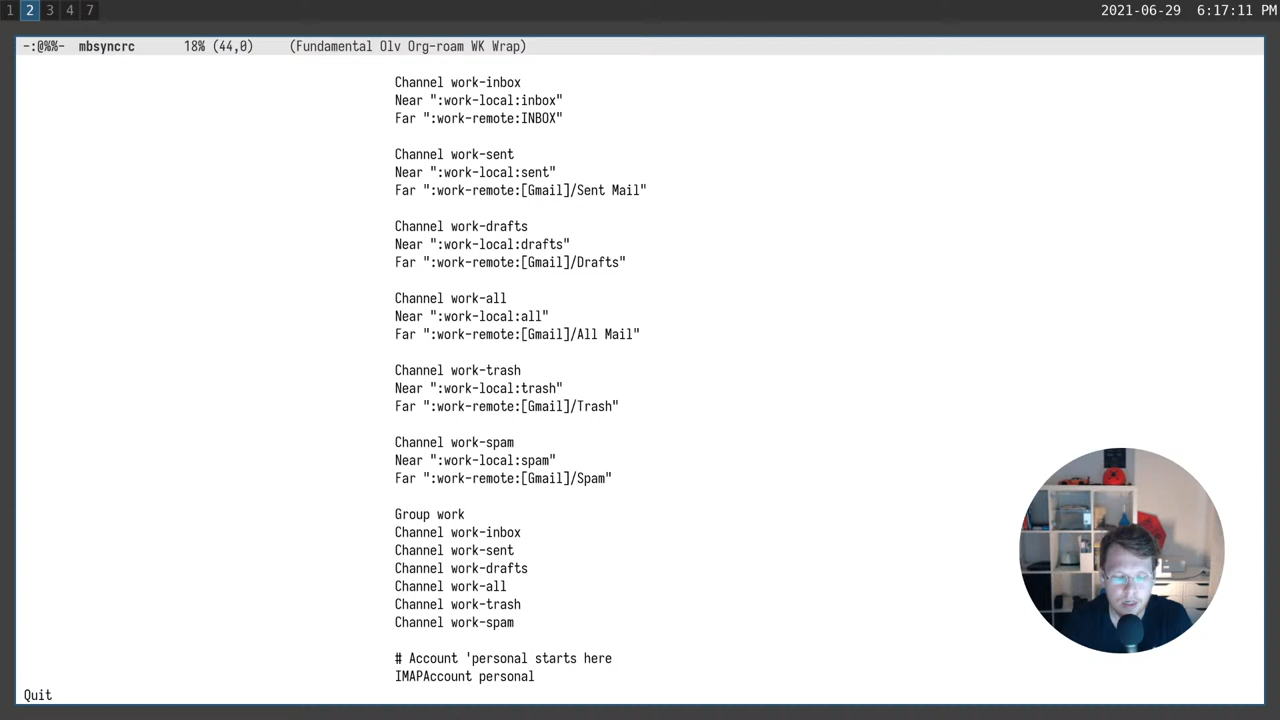 1 2 3 4 7 2021-06-29 6:17:11 PM
-:@%%- mbsyncrc 18% (44,0) (Fundamental Olv Org-roam WK Wrap)
Channel work-inbox
Near ":work-local:inbox"
Far ":work-remote:INBOX"
Channel work-sent
Near ":work-local:sent"
Far ":work-remote:[Gmail]/Sent Mail"
Channel work-drafts
Near ":work-local:drafts"
Far ":work-remote:[Gmail]/Drafts"
Channel work-all
Near ":work-local:all"
Far ":work-remote:[Gmail]/All Mail"
Channel work-trash
Near ":work-local:trash"
Far ":work-remote:[Gmail]/Trash"
Channel work-spam
Near ":work-local:spam"
Far ":work-remote:[Gmail]/Spam"
Group work
Channel work-inbox
Channel work-sent
Channel work-drafts
Channel work-all
Channel work-trash
Channel work-spam
# Account 'personal starts here
IMAPAccount personal
Quit